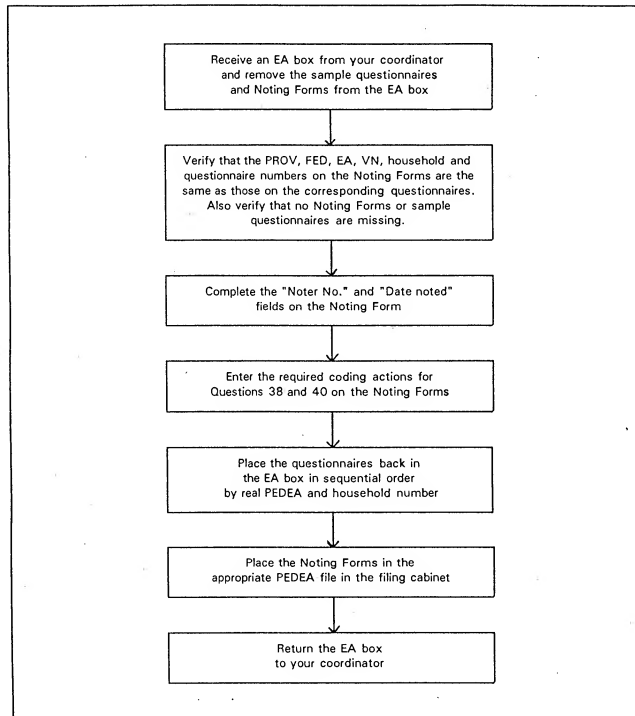 Receive an EA box from your coordinator
and remove the sample questionnaires
and Noting Forms from the EA box
Verify that the PROV, FED, EA, VN, household and
questionnaire numbers on the Noting Forms are the
same as those on the corresponding questionnaires.
Also verify that no Noting Forms or sample
questionnaires are missing.
Complete the "Noter No." and "Date noted"
fields on the Noting Form
Enter the required coding actions for
Questions 38 and 40 on the Noting Forms
Place the questionnaires back in
the EA box in sequential order
by real PEDEA and household number
Place the Noting Forms in the
appropriate PEDEA file in the filing cabinet
Return the EA box
to your coordinator